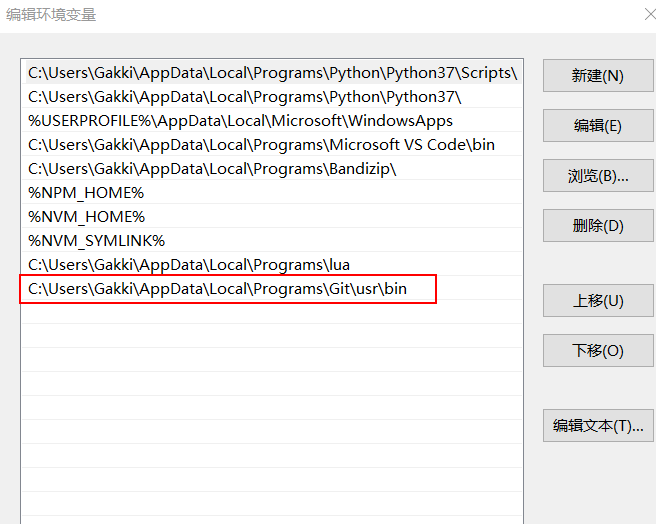 编辑环境变量
C:\Users\Gakki\AppData\Local\Programs\Python\Python37\Scripts\
C:\Users\Gakki\AppData\Local\Programs\Python\Python37\
%USERPROFILE%\AppData\Local\Microsoft\WindowsApps
C:\Users\Gakki\AppData\Local\Programs\Microsoft VS Code\bin
C:\Users\Gakki\AppData\Local\Programs\Bandizip\
%NPM_HOME%
%NVM_HOME%
%NVM_SYMLINK%
C:\Users\Gakki\AppData\Local\Programs\lua
C:\Users\Gakki\AppData\Local\Programs\Git\usr\bin
新建(N)
编辑(E)
浏览(B)...
删除(D)
上移(U)
下移(O)
编辑文本(T)...